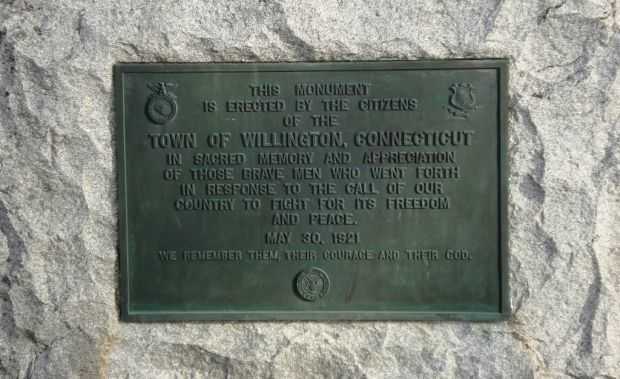 THIS MONUMENT
IS ERECTED BY THE CITIZENS
OF THE
TOWN OF WILLINGTON, CONNECTICUT
IN SACRED MEMORY AND APPRECIATION
OF THOSE BRAVE MEN WHO WENT FORTH
IN RESPONSE TO THE CALL OF OUR
COUNTRY TO FIGHT FOR ITS FREEDOM
AND PEACE.
MAY 30, 1921
WE REMEMBER THEM, THEIR COURAGE AND THEIR GOD.